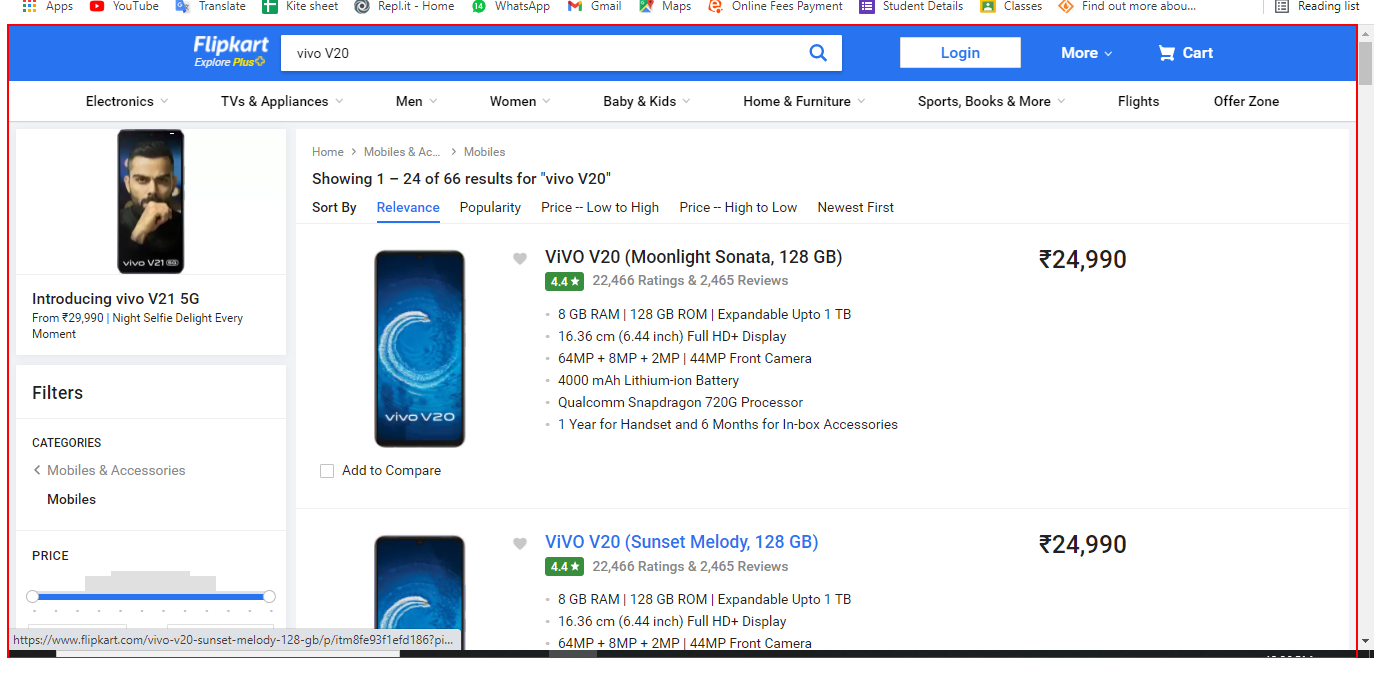 Apps YouTube Translate Kite sheet Repl.it - Home 14 WhatsApp Gmail Maps Online Fees Payment Student Details Classes Find out more abou... Reading list
Flipkart
Explore Plus
vivo V20
Login
More
Cart
Electronics TVs & Appliances Men Women Baby & Kids Home & Furniture Sports, Books & More Flights Offer Zone
vivo V21 5G
Introducing vivo V21 5G
From ₹29,990 | Night Selfie Delight Every
Moment
Filters
CATEGORIES
Mobiles & Accessories
Mobiles
PRICE
Home > Mobiles & Ac... > Mobiles
Showing 1 – 24 of 66 results for "vivo V20"
Sort By Relevance Popularity Price -- Low to High Price -- High to Low Newest First
vivo V20
Add to Compare
ViVO V20 (Moonlight Sonata, 128 GB)
4.4★ 22,466 Ratings & 2,465 Reviews
8 GB RAM | 128 GB ROM | Expandable Upto 1 TB
16.36 cm (6.44 inch) Full HD+ Display
64MP + 8MP + 2MP | 44MP Front Camera
4000 mAh Lithium-ion Battery
Qualcomm Snapdragon 720G Processor
1 Year for Handset and 6 Months for In-box Accessories
₹24,990
ViVO V20 (Sunset Melody, 128 GB)
4.4★ 22,466 Ratings & 2,465 Reviews
8 GB RAM | 128 GB ROM | Expandable Upto 1 TB
16.36 cm (6.44 inch) Full HD+ Display
64MP + 8MP + 2MP | 44MP Front Camera
₹24,990
https://www.flipkart.com/vivo-v20-sunset-melody-128-gb/p/itm8fe93f1efd186?pi...